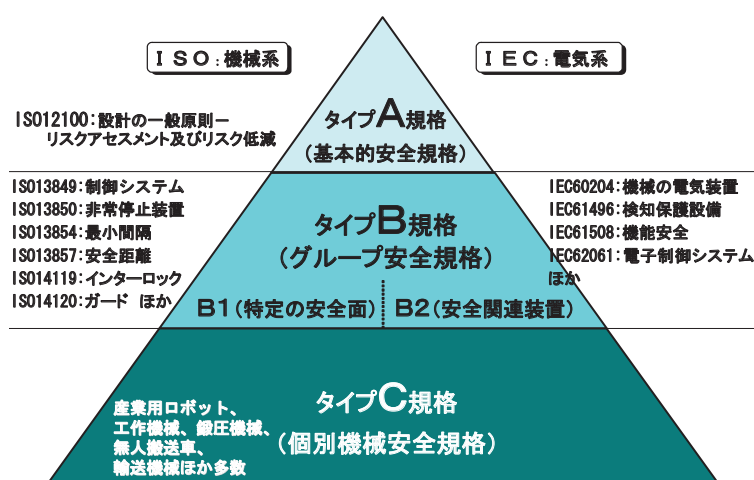 ISO:機械系
IEC:電気系
ISO12100:設計の一般原則－
リスクアセスメント及びリスク低減
タイプA規格
(基本的安全規格)
ISO13849:制御システム
ISO13850:非常停止装置
ISO13854:最小間隔
ISO13857:安全距離
ISO14119:インターロック
ISO14120:ガード ほか
タイプB規格
(グループ安全規格)
B1(特定の安全面)
B2(安全関連装置)
IEC60204:機械の電気装置
IEC61496:検知保護設備
IEC61508:機能安全
IEC62061:電子制御システム
ほか
タイプC規格
(個別機械安全規格)
産業用ロボット、
工作機械、鍛圧機械、
無人搬送車、
輸送機械ほか多数